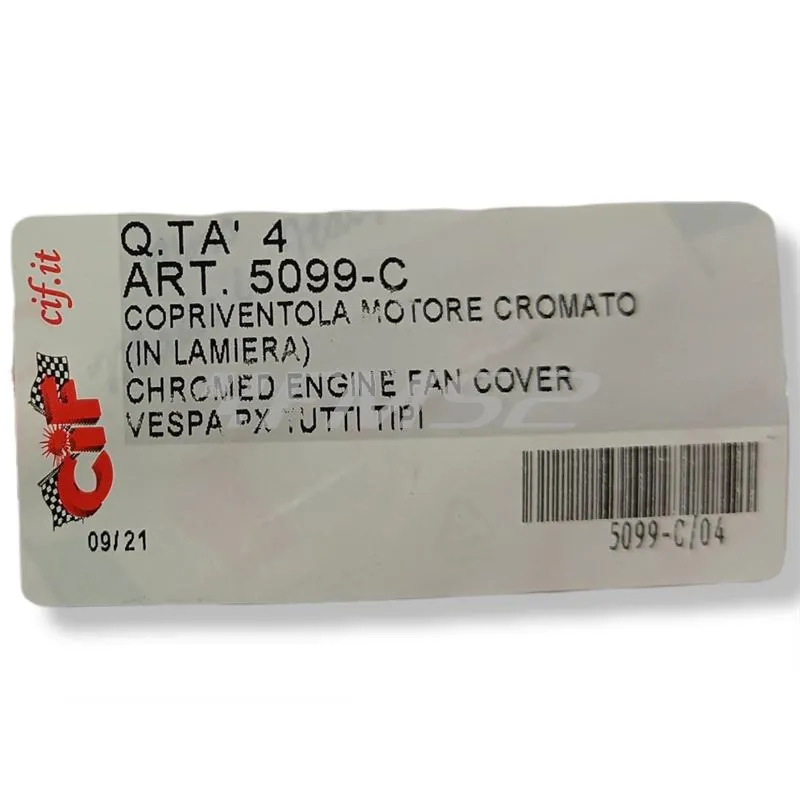 Q.TA' 4
ART. 5099-C
COPRIVENTOLA MOTORE CROMATO
(IN LAMIERA)
CHROMED ENGINE FAN COVER
VESPA PX TUTTI TIPI
cif.it
CiF
09/21
5099-C/04